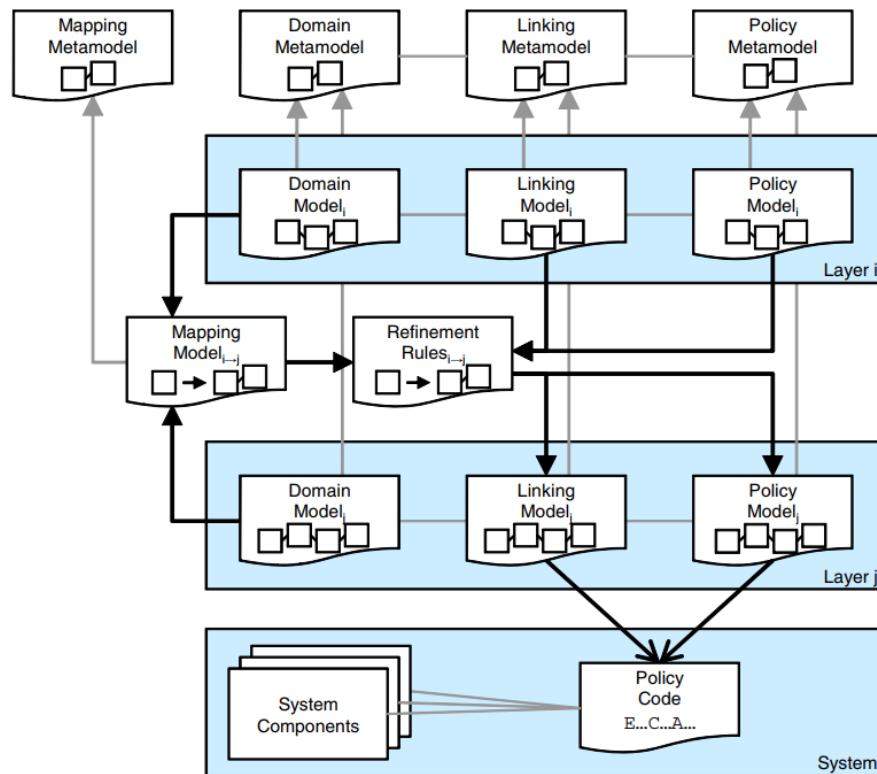 Mapping
Metamodel
Domain
Metamodel
Linking
Metamodel
Policy
Metamodel
Domain
Modelᵢ
Linking
Modelᵢ
Policy
Modelᵢ
Layer i
Mapping
Modelᵢ→ⱼ
Refinement
Rulesᵢ→ⱼ
Domain
Modelⱼ
Linking
Modelⱼ
Policy
Modelⱼ
Layer j
System
Components
Policy
Code
E...C...A...
System